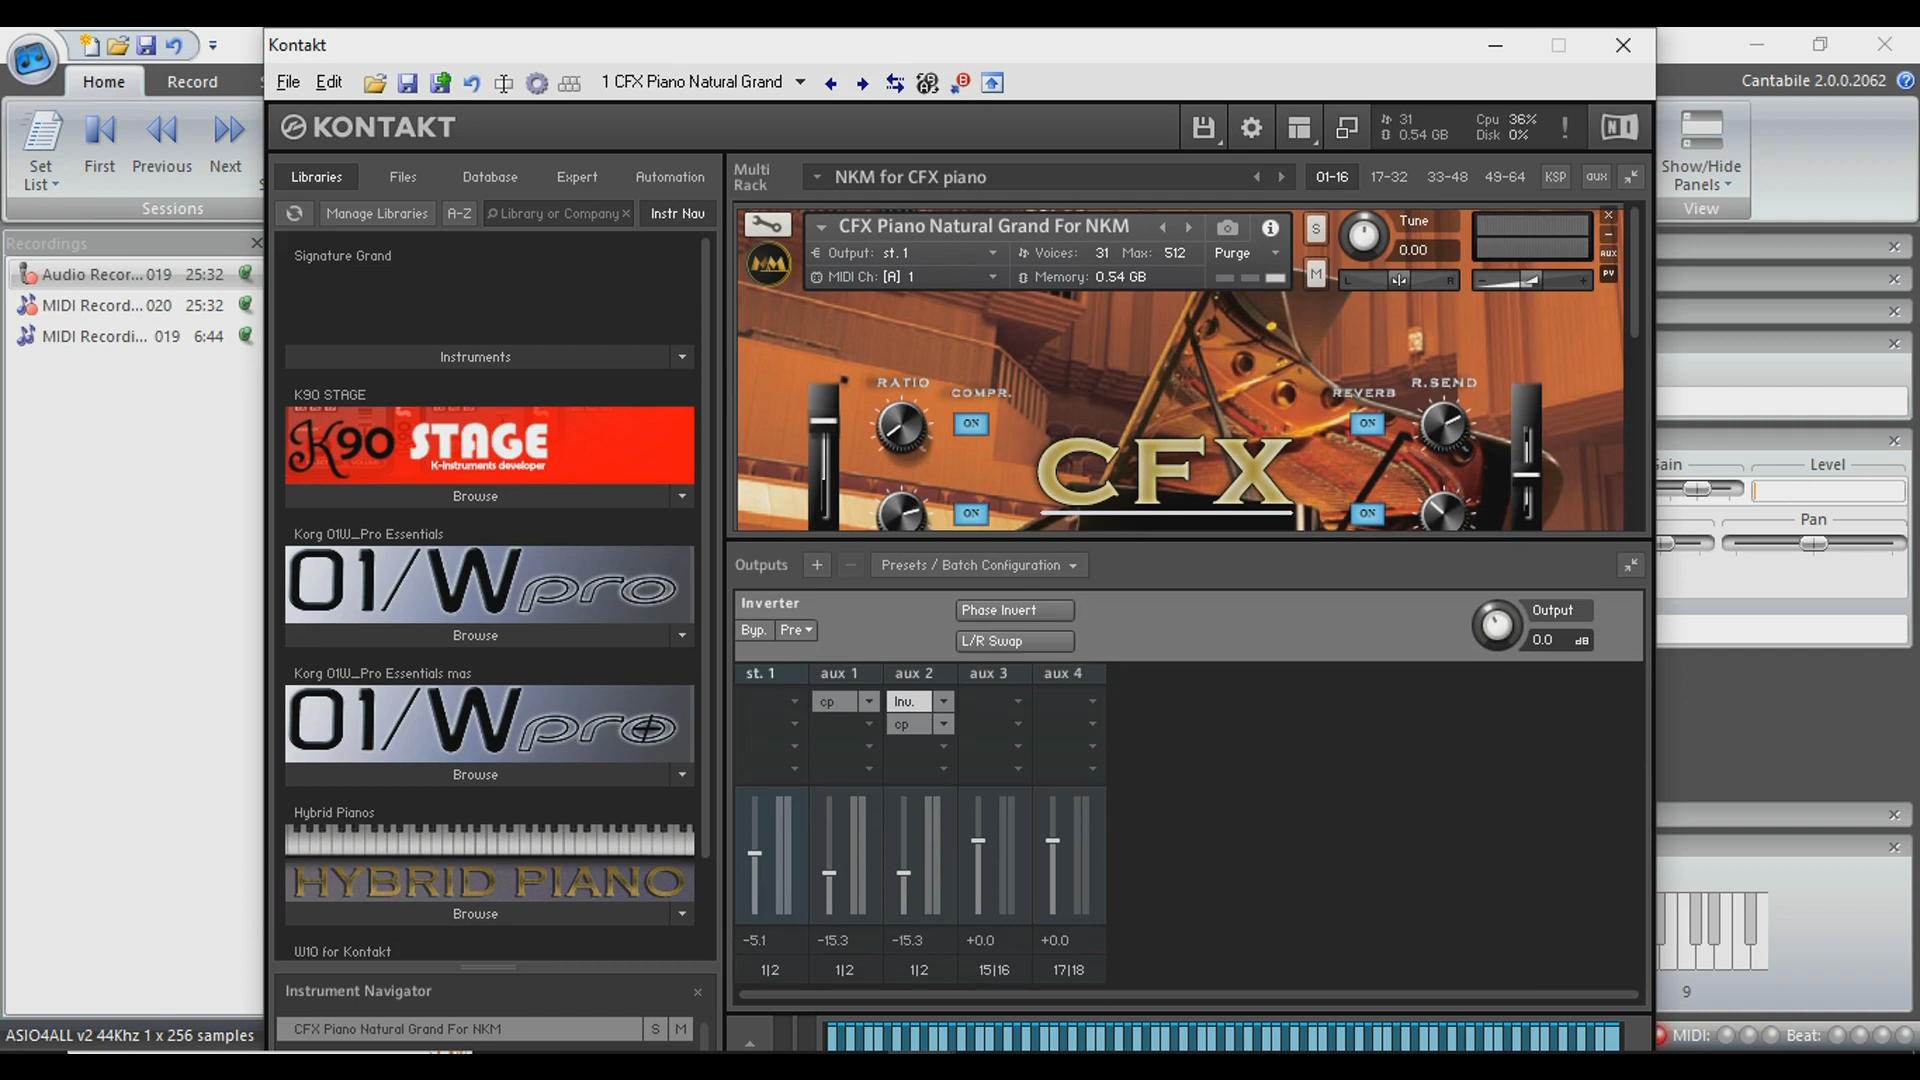 Kontakt
Home
Record
File Edit
1 CFX Piano Natural Grand
Cantabile 2.0.0.2062
Set List
First
Previous
Next
Sessions
KONTAKT
31
0.54 GB
Cpu 36%
Disk 0%
!
NI
Show/Hide Panels
View
Libraries
Files
Database
Expert
Automation
Multi Rack
NKM for CFX piano
01-16
17-32
33-48
49-64
KSP
aux
Manage Libraries
A-Z
Library or Company
Instr Nav
Recordings
Audio Recor... 019 25:32
MIDI Record... 020 25:32
MIDI Recordi... 019 6:44
Signature Grand
Instruments
K90 STAGE
K90 STAGE
K-Instruments developer
Browse
Korg 01W_Pro Essentials
01/W pro
Browse
Korg 01W_Pro Essentials mas
01/W pro
Browse
Hybrid Pianos
HYBRID PIANO
Browse
W10 for Kontakt
Instrument Navigator
CFX Piano Natural Grand For NKM
S M
CFX Piano Natural Grand For NKM
Output: st.1
Voices: 31 Max: 512
Purge
MIDI Ch: [A] 1
Memory: 0.54 GB
S
M
Tune
0.00
L R
AUX
PV
RATIO
COMPR.
ON
REVERB
R.SEND
ON
CFX
ON
ON
Outputs
Presets / Batch Configuration
Inverter
Byp.
Pre
Phase Invert
L/R Swap
Output
0.0 dB
st. 1
aux 1
aux 2
aux 3
aux 4
cp
Inv.
cp
-5.1
-15.3
-15.3
+0.0
+0.0
1|2
1|2
1|2
15|16
17|18
Level
Pan
9
ASIO4ALL v2 44Khz 1 x 256 samples
MIDI:
Beat: